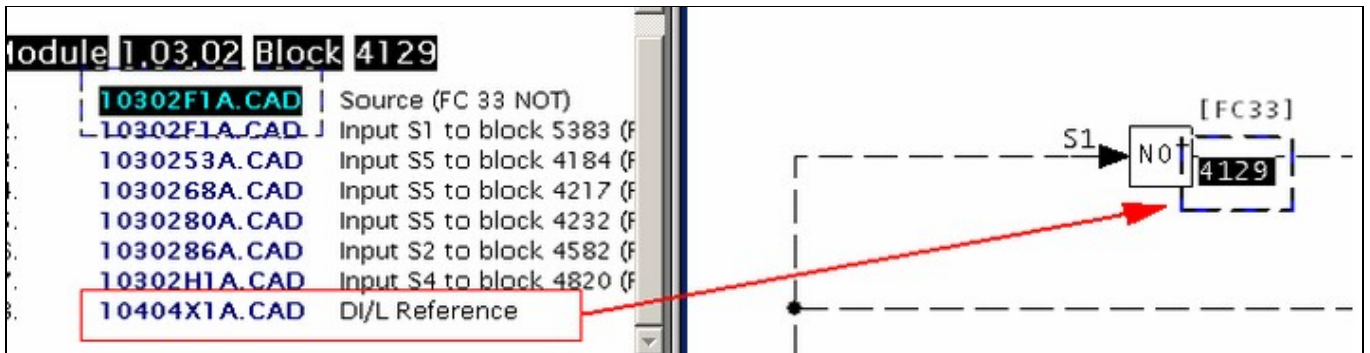 Module 1,03,02 Block 4129
10302F1A.CAD Source (FC 33 NOT)
10302F1A.CAD Input S1 to block 5383 (F
1030253A.CAD Input S5 to block 4184 (F
1030268A.CAD Input S5 to block 4217 (F
1030280A.CAD Input S5 to block 4232 (F
1030286A.CAD Input S2 to block 4582 (F
10302H1A.CAD Input S4 to block 4820 (F
10404X1A.CAD DI/L Reference
[FC33]
S1
NOT
4129